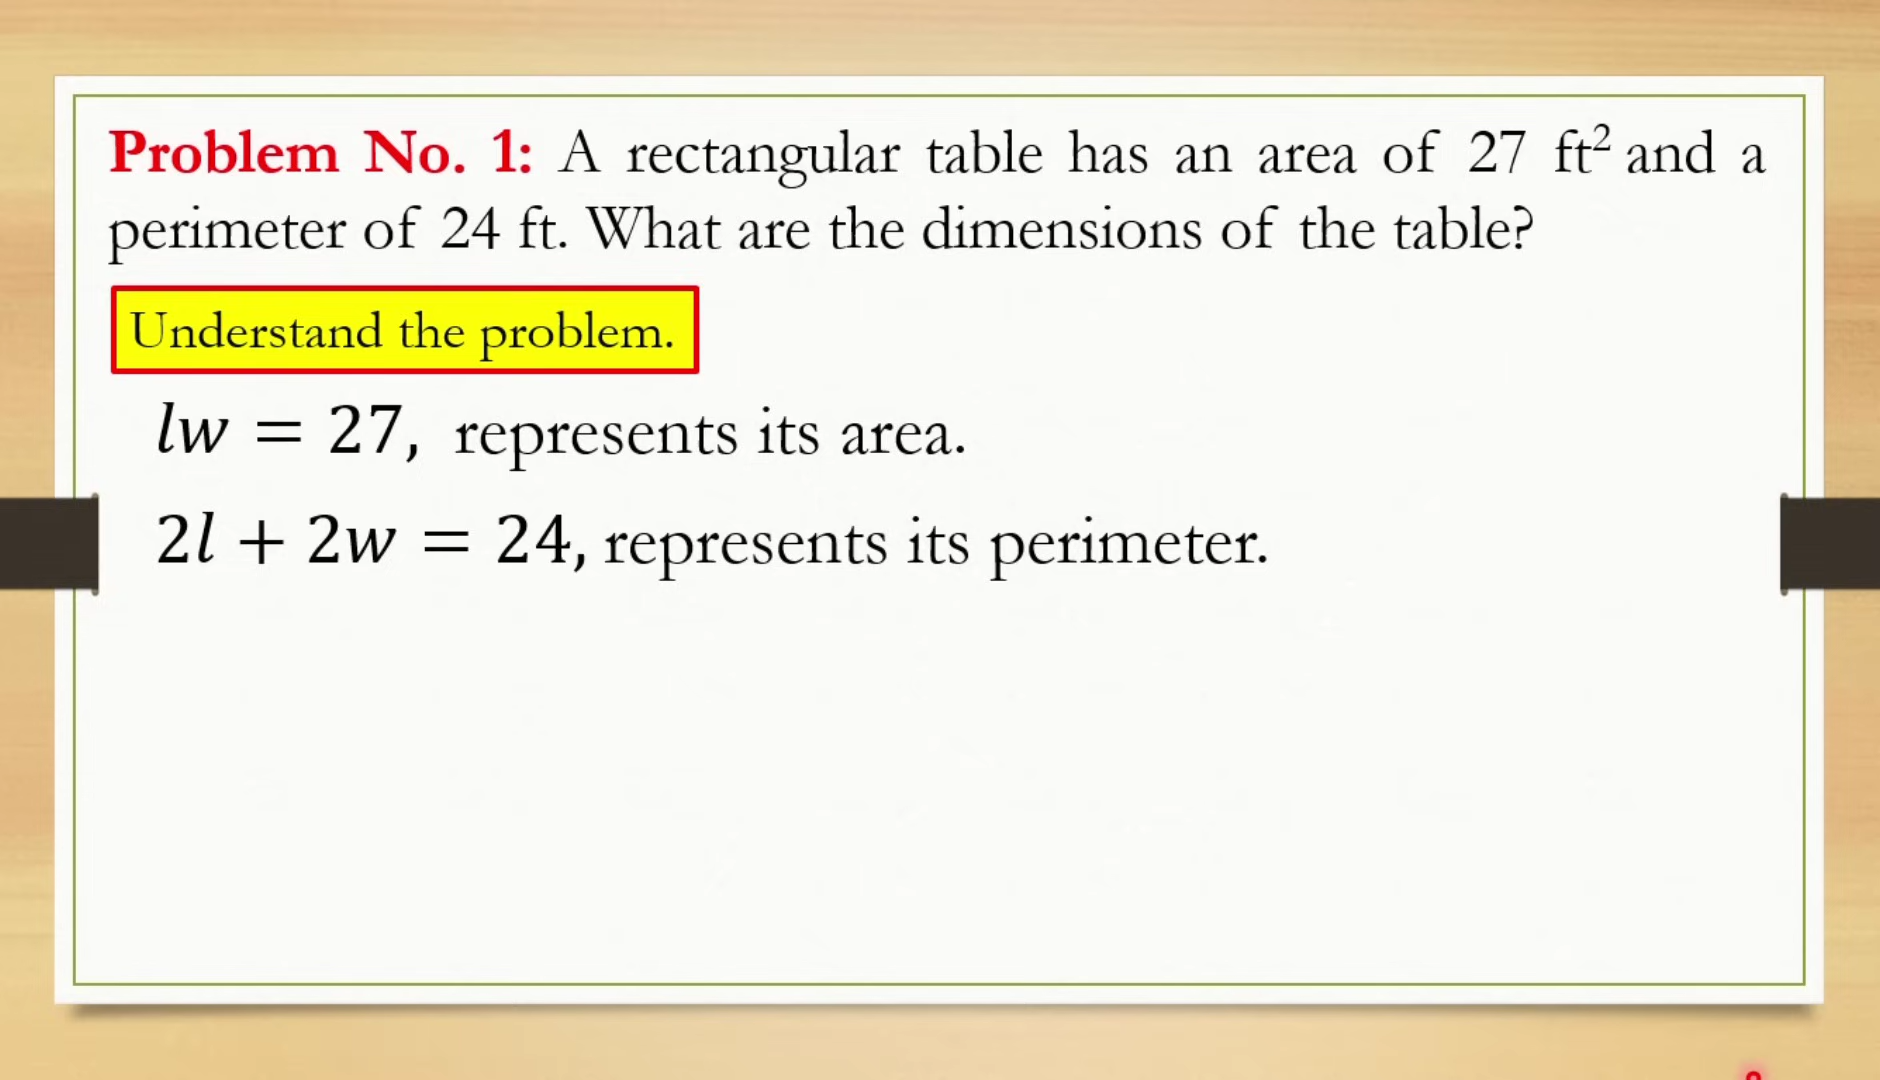 Problem No. 1: A rectangular table has an area of 27 ft² and a
perimeter of 24 ft. What are the dimensions of the table?
Understand the problem.
lw = 27, represents its area.
2l + 2w = 24, represents its perimeter.